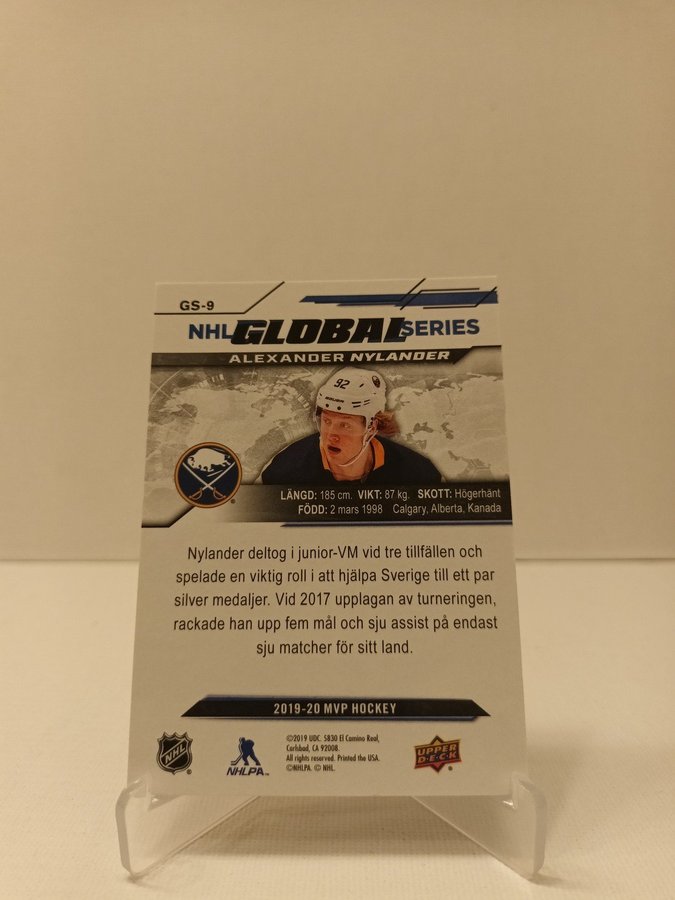 GS-9
NHL GLOBAL SERIES
ALEXANDER NYLANDER
92
BAUER
LÄNGD: 185 cm. VIKT: 87 kg. SKOTT: Högerhänt
FÖDD: 2 mars 1998 Calgary, Alberta, Kanada
Nylander deltog i junior-VM vid tre tillfällen och
spelade en viktig roll i att hjälpa Sverige till ett par
silver medaljer. Vid 2017 upplagan av turneringen,
rackade han upp fem mål och sju assist på endast
sju matcher för sitt land.
2019-20 MVP HOCKEY
NHL ®
NHLPA™
©2019 UDC. 5830 El Camino Real,
Carlsbad, CA 92008.
All rights reserved. Printed the USA.
©NHLPA. © NHL.
UPPER
DECK ®